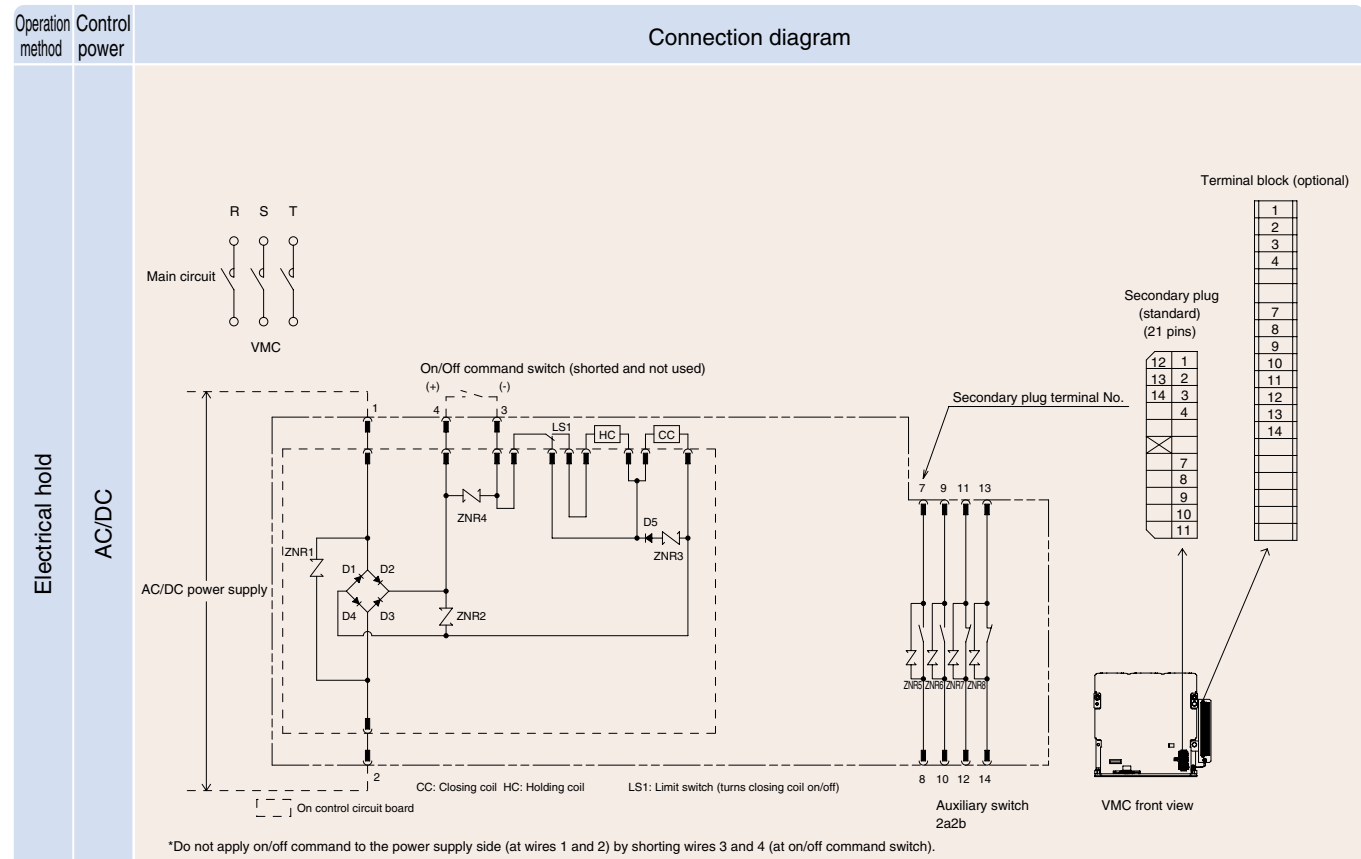 Operation method
Control power
Connection diagram
Electrical hold
AC/DC
R S T
Main circuit
VMC
On/Off command switch (shorted and not used)
(+) (-)
1 4 3
LS1 HC CC
ZNR4
D5
ZNR3
ZNR1
D1 D2
D4 D3
ZNR2
AC/DC power supply
2
CC: Closing coil HC: Holding coil LS1: Limit switch (turns closing coil on/off)
On control circuit board
Secondary plug terminal No.
7 9 11 13
ZNR5 ZNR6 ZNR7 ZNR8
8 10 12 14
Auxiliary switch
2a2b
Secondary plug
(standard)
(21 pins)
12 1
13 2
14 3
4
7
8
9
10
11
Terminal block (optional)
1
2
3
4
7
8
9
10
11
12
13
14
VMC front view
*Do not apply on/off command to the power supply side (at wires 1 and 2) by shorting wires 3 and 4 (at on/off command switch).